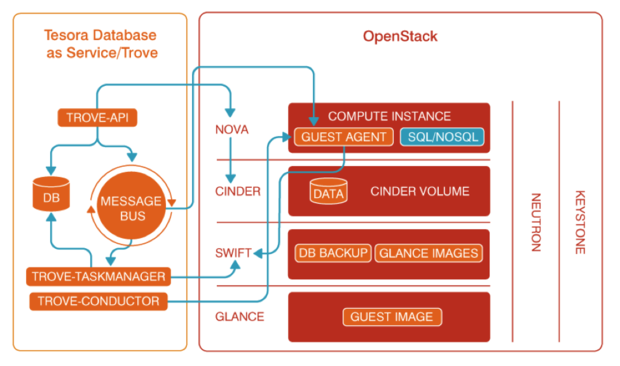 Tesora Database
as Service/Trove
OpenStack
TROVE-API
DB
MESSAGE
BUS
TROVE-TASKMANAGER
TROVE-CONDUCTOR
NOVA
COMPUTE INSTANCE
GUEST AGENT
SQL/NOSQL
CINDER
DATA
CINDER VOLUME
SWIFT
DB BACKUP
GLANCE IMAGES
GLANCE
GUEST IMAGE
NEUTRON
KEYSTONE